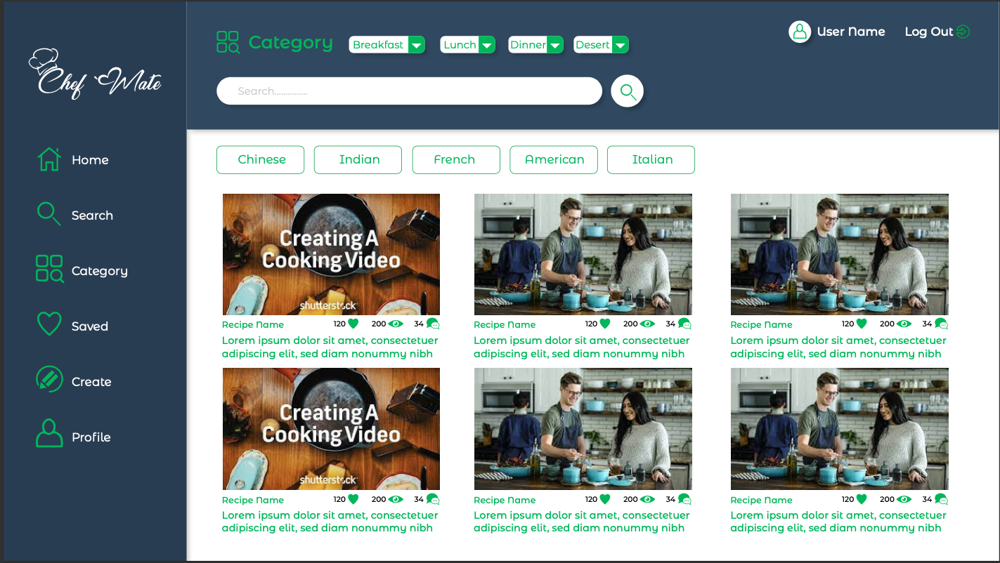 Chef Mate
Home
Search
Category
Saved
Create
Profile
Category
Breakfast
Lunch
Dinner
Desert
User Name
Log Out
Search...............
Chinese
Indian
French
American
Italian
Creating A
Cooking Video
shutterstock
Recipe Name 120 200 34
Lorem ipsum dolor sit amet, consectetuer
adipiscing elit, sed diam nonummy nibh
Recipe Name 120 200 34
Lorem ipsum dolor sit amet, consectetuer
adipiscing elit, sed diam nonummy nibh
Recipe Name 120 200 34
Lorem ipsum dolor sit amet, consectetuer
adipiscing elit, sed diam nonummy nibh
Creating A
Cooking Video
shutterstock
Recipe Name 120 200 34
Lorem ipsum dolor sit amet, consectetuer
adipiscing elit, sed diam nonummy nibh
Recipe Name 120 200 34
Lorem ipsum dolor sit amet, consectetuer
adipiscing elit, sed diam nonummy nibh
Recipe Name 120 200 34
Lorem ipsum dolor sit amet, consectetuer
adipiscing elit, sed diam nonummy nibh